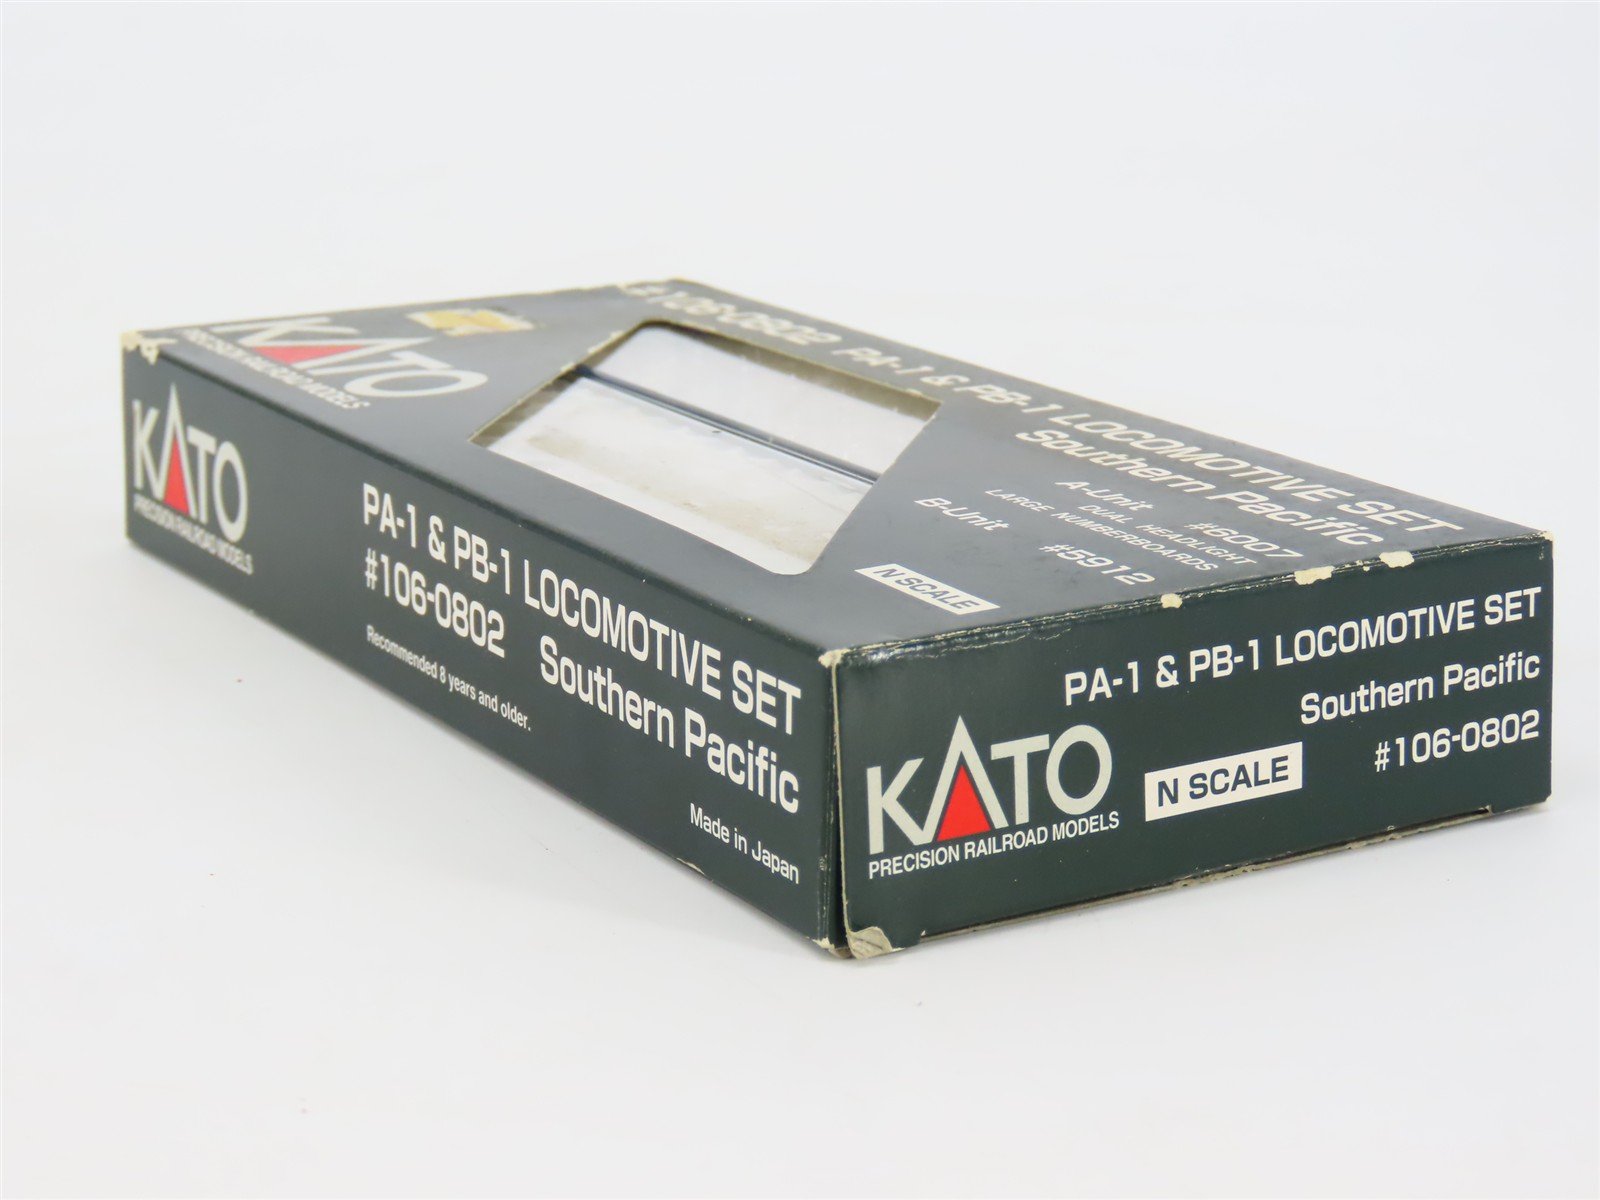 KATO
PRECISION RAILROAD MODELS
#106-0802 PA-1 & PB-1 LOCOMOTIVE SET
Southern Pacific
A-Unit #6007
DUAL HEADLIGHT
LARGE NUMBERBOARDS
B-Unit #5912
N SCALE
KATO
PRECISION RAILROAD MODELS
PA-1 & PB-1 LOCOMOTIVE SET
#106-0802 Southern Pacific
Recommended 8 years and older.
Made in Japan
PA-1 & PB-1 LOCOMOTIVE SET
Southern Pacific
#106-0802
KATO
PRECISION RAILROAD MODELS
N SCALE